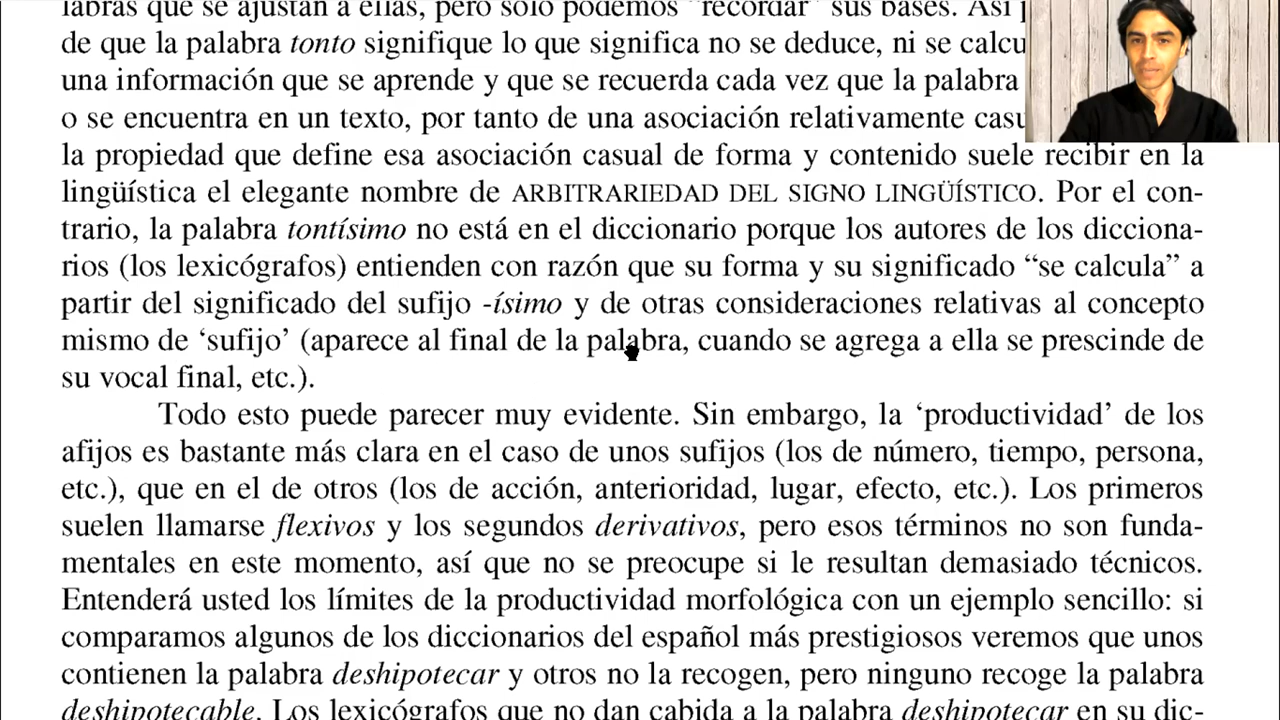 labras que se ajustan a ellas, pero sólo podemos “recordar” sus bases. Así
de que la palabra tonto signifique lo que significa no se deduce, ni se calcu
una información que se aprende y que se recuerda cada vez que la palabra
o se encuentra en un texto, por tanto de una asociación relativamente casu
la propiedad que define esa asociación casual de forma y contenido suele recibir en la
lingüística el elegante nombre de ARBITRARIEDAD DEL SIGNO LINGÜÍSTICO. Por el con-
trario, la palabra tontísimo no está en el diccionario porque los autores de los dicciona-
rios (los lexicógrafos) entienden con razón que su forma y su significado “se calcula” a
partir del significado del sufijo -ísimo y de otras consideraciones relativas al concepto
mismo de ‘sufijo’ (aparece al final de la palabra, cuando se agrega a ella se prescinde de
su vocal final, etc.).
Todo esto puede parecer muy evidente. Sin embargo, la ‘productividad’ de los
afijos es bastante más clara en el caso de unos sufijos (los de número, tiempo, persona,
etc.), que en el de otros (los de acción, anterioridad, lugar, efecto, etc.). Los primeros
suelen llamarse flexivos y los segundos derivativos, pero esos términos no son funda-
mentales en este momento, así que no se preocupe si le resultan demasiado técnicos.
Entenderá usted los límites de la productividad morfológica con un ejemplo sencillo: si
comparamos algunos de los diccionarios del español más prestigiosos veremos que unos
contienen la palabra deshipotecar y otros no la recogen, pero ninguno recoge la palabra
deshipotecable. Los lexicógrafos que no dan cabida a la palabra deshipotecar en su dic-